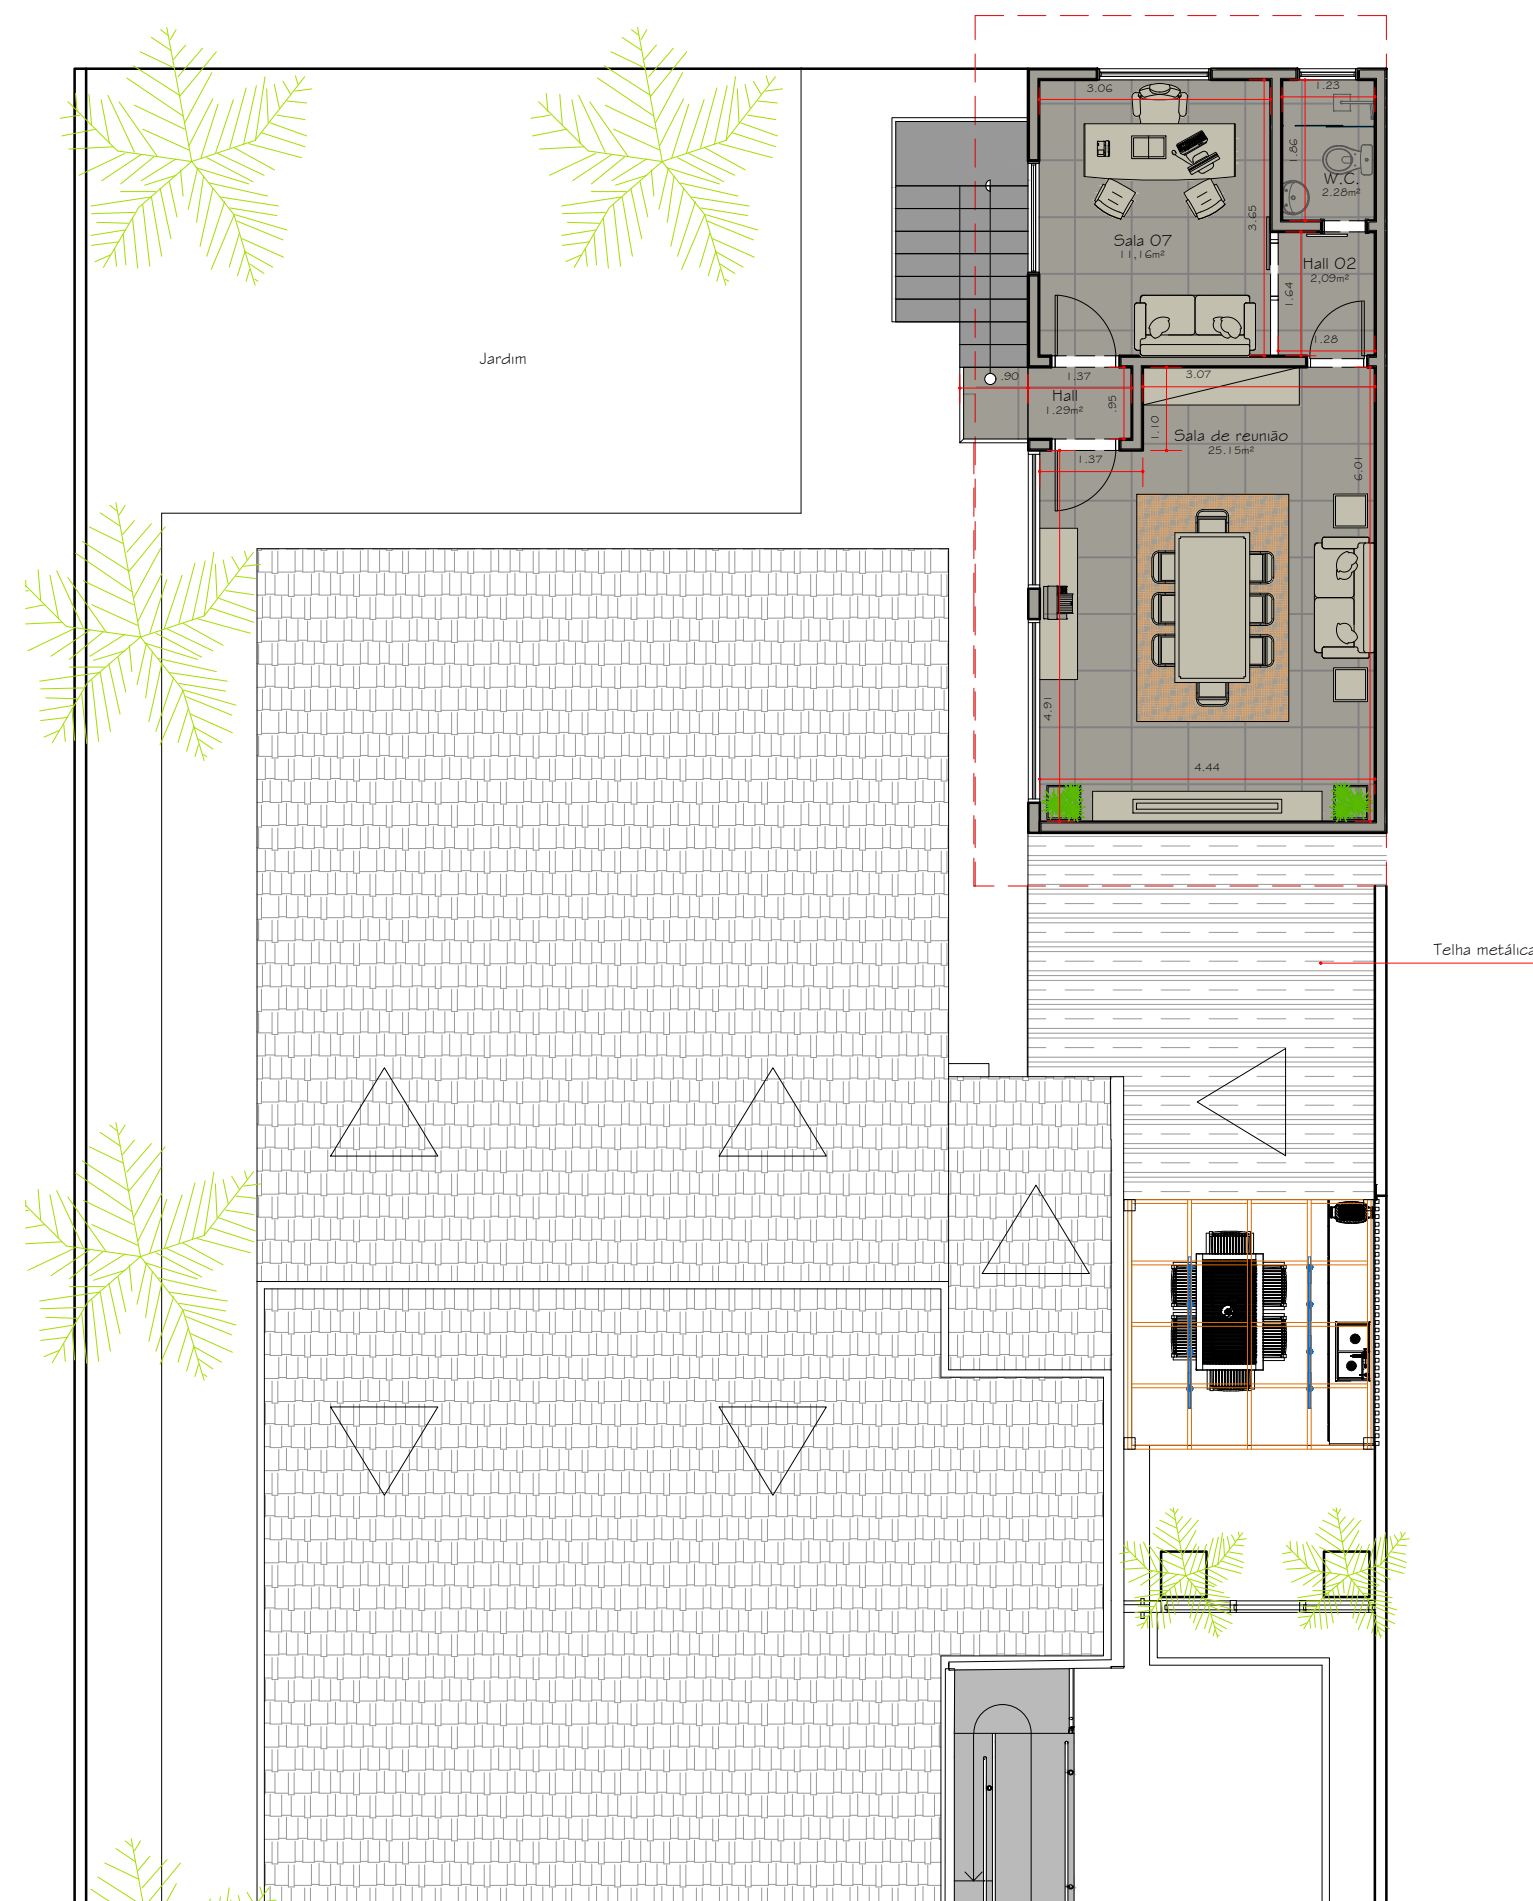 3.06
1.23
1.86
W.C.
2.28m²
3.65
Sala 07
11,16m²
Hall 02
2,09m²
1.64
1.28
Jardim
.90
1.37
3.07
Hall
1.29m²
.95
1.10
Sala de reunião
25.15m²
1.37
6.01
4.91
4.44
Telha metálica